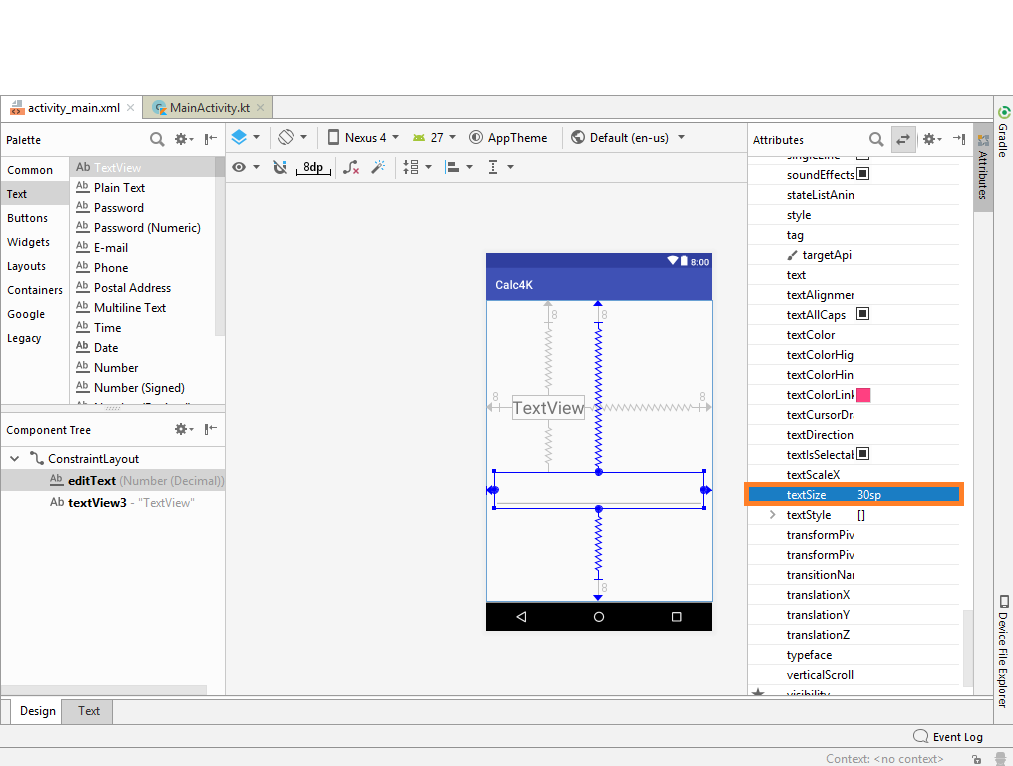 activity_main.xml MainActivity.kt
Palette
Nexus 4 27 AppTheme Default (en-us)
8dp
Common
Text
Buttons
Widgets
Layouts
Containers
Google
Legacy
Ab TextView
Ab Plain Text
Ab Password
Ab Password (Numeric)
Ab E-mail
Ab Phone
Ab Postal Address
Ab Multiline Text
Ab Time
Ab Date
Ab Number
Ab Number (Signed)
Component Tree
ConstraintLayout
Ab editText (Number (Decimal))
Ab textView3 - "TextView"
8:00
Calc4K
8 8
8 8
TextView
8
Attributes
singleLine
soundEffects
stateListAnin
style
tag
targetApi
text
textAlignmer
textAllCaps
textColor
textColorHig
textColorHin
textColorLinl
textCursorDr
textDirection
textIsSelectal
textScaleX
textSize 30sp
textStyle []
transformPiv
transformPiv
transitionNar
translationX
translationY
translationZ
typeface
verticalScroll
visibility
Gradle
Attributes
Device File Explorer
Design Text
Event Log
Context: <no context>